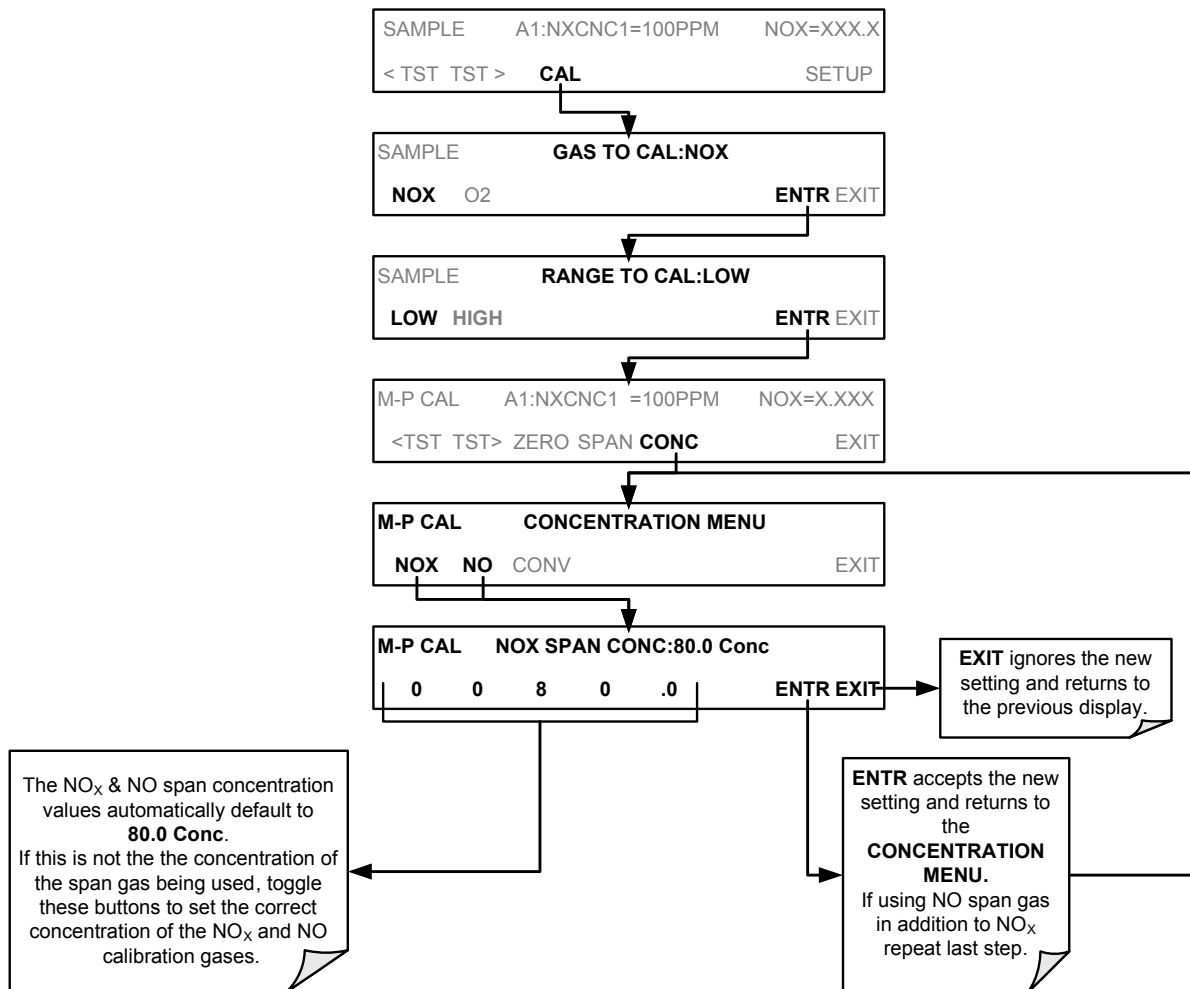 SAMPLE A1:NXCNC1=100PPM NOX=XXX.X
< TST TST > CAL SETUP
SAMPLE GAS TO CAL:NOX
NOX O2 ENTR EXIT
SAMPLE RANGE TO CAL:LOW
LOW HIGH ENTR EXIT
M-P CAL A1:NXCNC1 =100PPM NOX=X.XXX
<TST TST> ZERO SPAN CONC EXIT
M-P CAL CONCENTRATION MENU
NOX NO CONV EXIT
M-P CAL NOX SPAN CONC:80.0 Conc
0 0 8 0 .0 ENTR EXIT
EXIT ignores the new
setting and returns to
the previous display.
The NOX & NO span concentration
values automatically default to
80.0 Conc.
If this is not the the concentration of
the span gas being used, toggle
these buttons to set the correct
concentration of the NOX and NO
calibration gases.
ENTR accepts the new
setting and returns to
the
CONCENTRATION
MENU.
If using NO span gas
in addition to NOX
repeat last step.